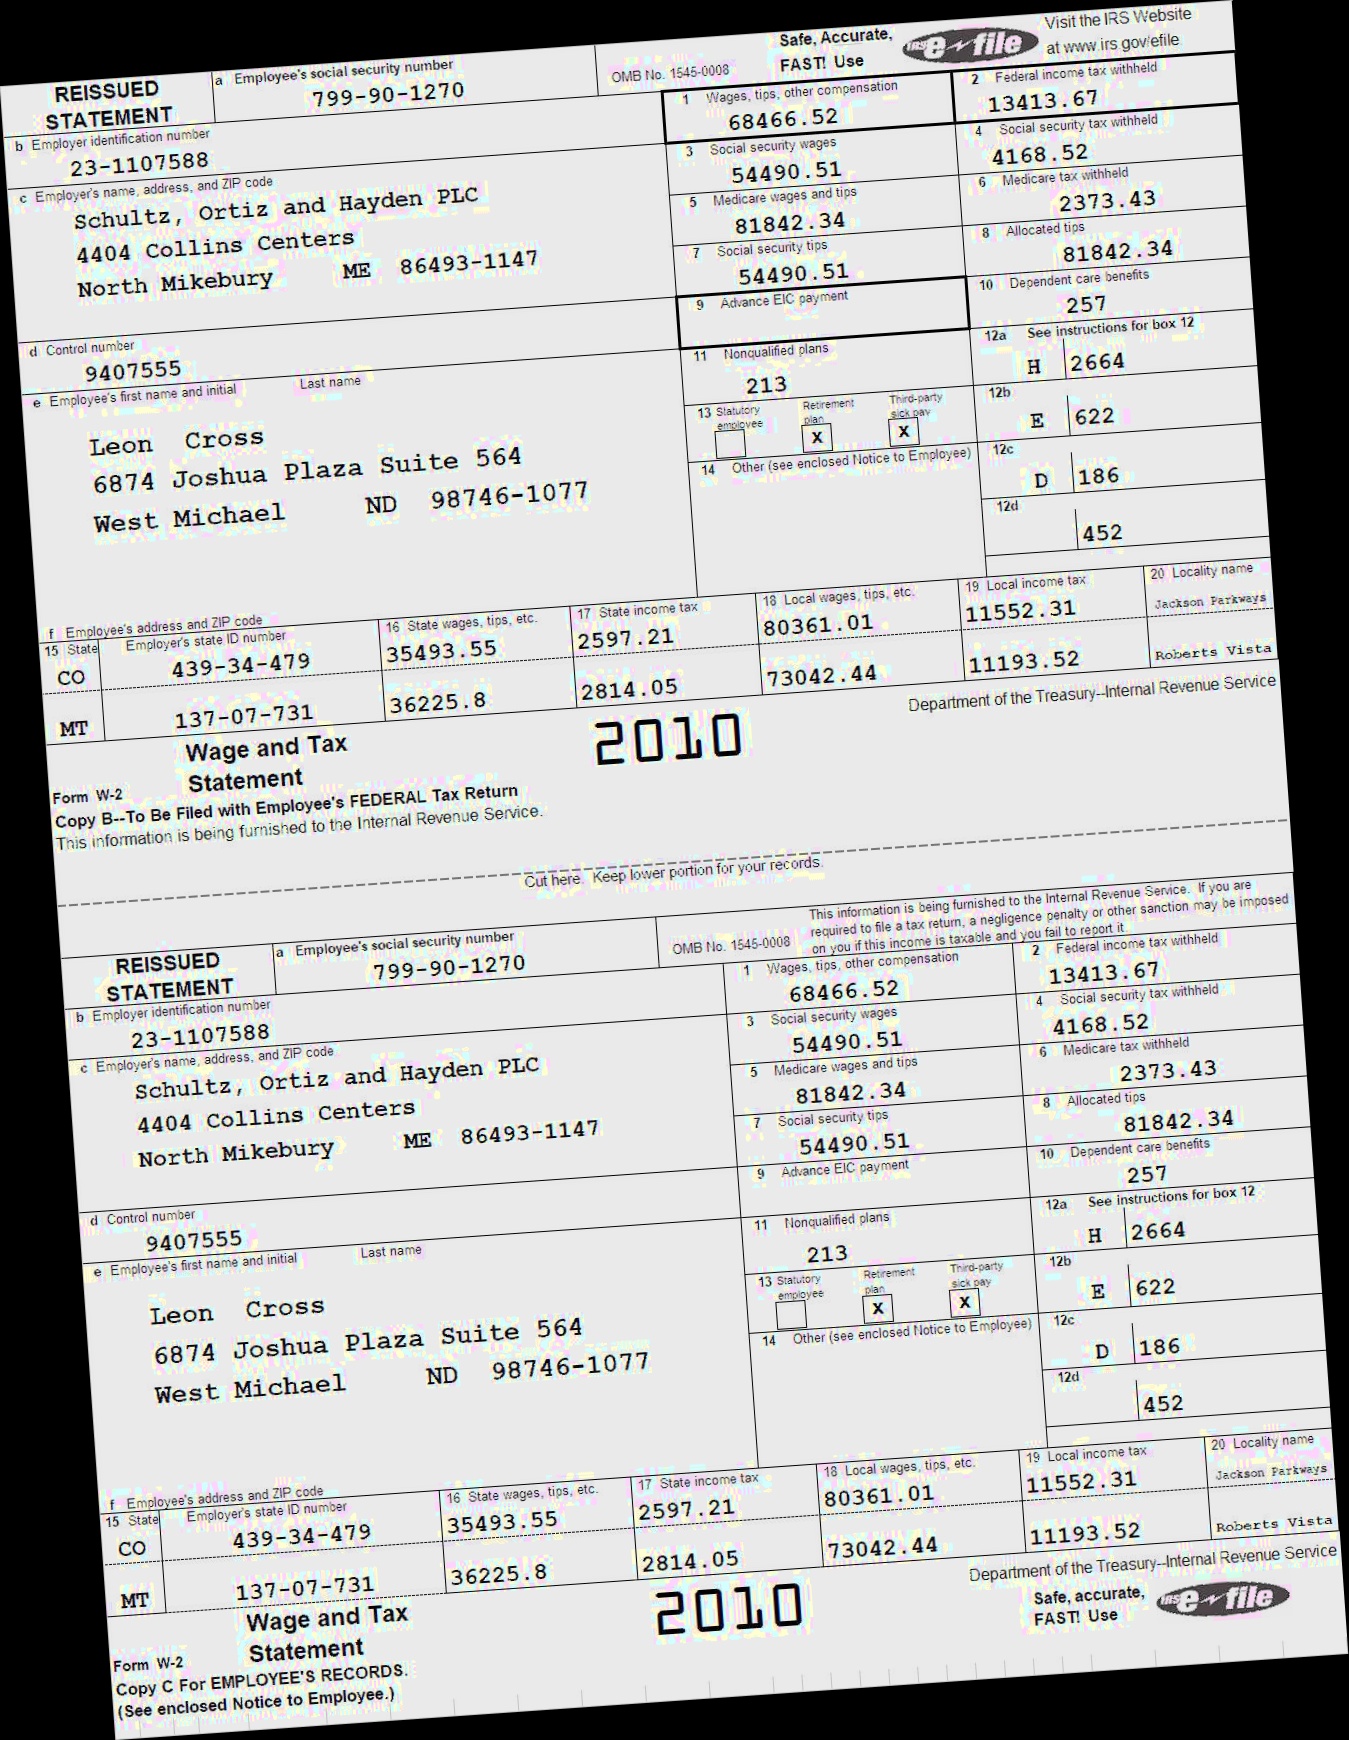 REISSUED STATEMENT
a Employee's social security number
799-90-1270
OMB No. 1545-0008
Safe, Accurate,
FAST! Use
IRS e-file
Visit the IRS Website
at www.irs.gov/efile
b Employer identification number
23-1107588
1 Wages, tips, other compensation
68466.52
2 Federal income tax withheld
13413.67
c Employer's name, address, and ZIP code
Schultz, Ortiz and Hayden PLC
4404 Collins Centers
North Mikebury ME 86493-1147
3 Social security wages
54490.51
4 Social security tax withheld
4168.52
5 Medicare wages and tips
81842.34
6 Medicare tax withheld
2373.43
7 Social security tips
54490.51
8 Allocated tips
81842.34
d Control number
9407555
9 Advance EIC payment
10 Dependent care benefits
257
e Employee's first name and initial Last name
Leon Cross
6874 Joshua Plaza Suite 564
West Michael ND 98746-1077
11 Nonqualified plans
213
12a See instructions for box 12
H 2664
13 Statutory employee
Retirement plan
X
Third-party sick pay
X
12b
E 622
14 Other (see enclosed Notice to Employee)
12c
D 186
12d
452
f Employee's address and ZIP code
15 State Employer's state ID number
16 State wages, tips, etc.
17 State income tax
18 Local wages, tips, etc.
19 Local income tax
20 Locality name
CO 439-34-479 35493.55 2597.21 80361.01 11552.31 Jackson Parkways
MT 137-07-731 36225.8 2814.05 73042.44 11193.52 Roberts Vista
Wage and Tax
Statement
2010
Department of the Treasury--Internal Revenue Service
Form W-2
Copy B--To Be Filed with Employee's FEDERAL Tax Return
This information is being furnished to the Internal Revenue Service.
Cut here. Keep lower portion for your records.
REISSUED STATEMENT
a Employee's social security number
799-90-1270
OMB No. 1545-0008
This information is being furnished to the Internal Revenue Service. If you are
required to file a tax return, a negligence penalty or other sanction may be imposed
on you if this income is taxable and you fail to report it.
b Employer identification number
23-1107588
1 Wages, tips, other compensation
68466.52
2 Federal income tax withheld
13413.67
c Employer's name, address, and ZIP code
Schultz, Ortiz and Hayden PLC
4404 Collins Centers
North Mikebury ME 86493-1147
3 Social security wages
54490.51
4 Social security tax withheld
4168.52
5 Medicare wages and tips
81842.34
6 Medicare tax withheld
2373.43
7 Social security tips
54490.51
8 Allocated tips
81842.34
d Control number
9407555
9 Advance EIC payment
10 Dependent care benefits
257
e Employee's first name and initial Last name
Leon Cross
6874 Joshua Plaza Suite 564
West Michael ND 98746-1077
11 Nonqualified plans
213
12a See instructions for box 12
H 2664
13 Statutory employee
Retirement plan
X
Third-party sick pay
X
12b
E 622
14 Other (see enclosed Notice to Employee)
12c
D 186
12d
452
f Employee's address and ZIP code
15 State Employer's state ID number
16 State wages, tips, etc.
17 State income tax
18 Local wages, tips, etc.
19 Local income tax
20 Locality name
CO 439-34-479 35493.55 2597.21 80361.01 11552.31 Jackson Parkways
MT 137-07-731 36225.8 2814.05 73042.44 11193.52 Roberts Vista
Wage and Tax
Statement
2010
Department of the Treasury--Internal Revenue Service
Safe, accurate,
FAST! Use
IRS e-file
Form W-2
Copy C For EMPLOYEE'S RECORDS.
(See enclosed Notice to Employee.)